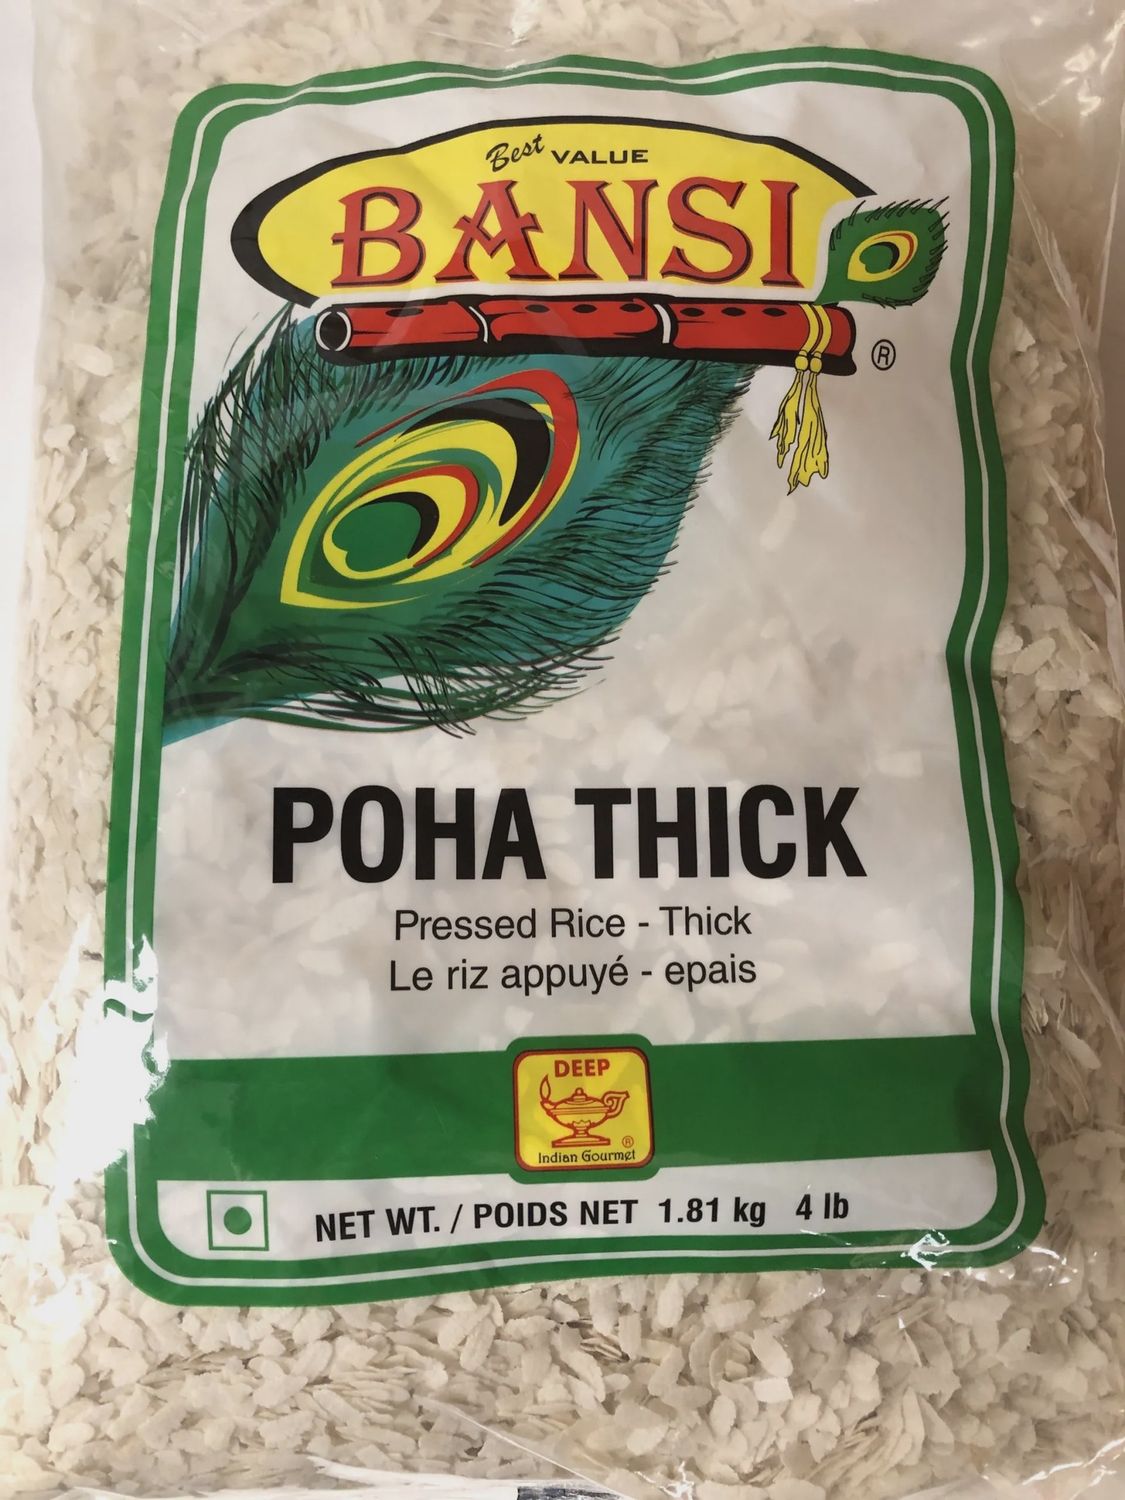 Best VALUE
BANSI
®
POHA THICK
Pressed Rice - Thick
Le riz appuyé - epais
DEEP
®
Indian Gourmet
NET WT. / POIDS NET 1.81 kg 4 lb